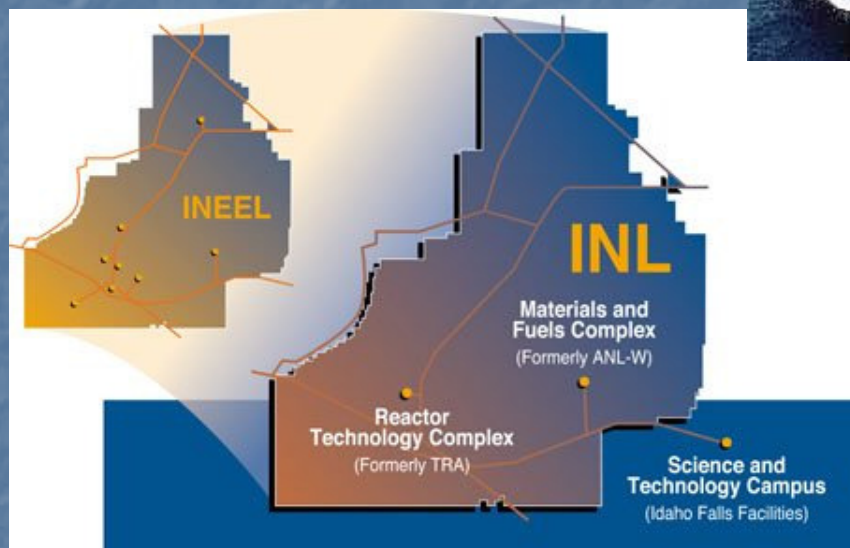 INEEL
INL
Materials and
Fuels Complex
(Formerly ANL-W)
Reactor
Technology Complex
(Formerly TRA)
Science and
Technology Campus
(Idaho Falls Facilities)